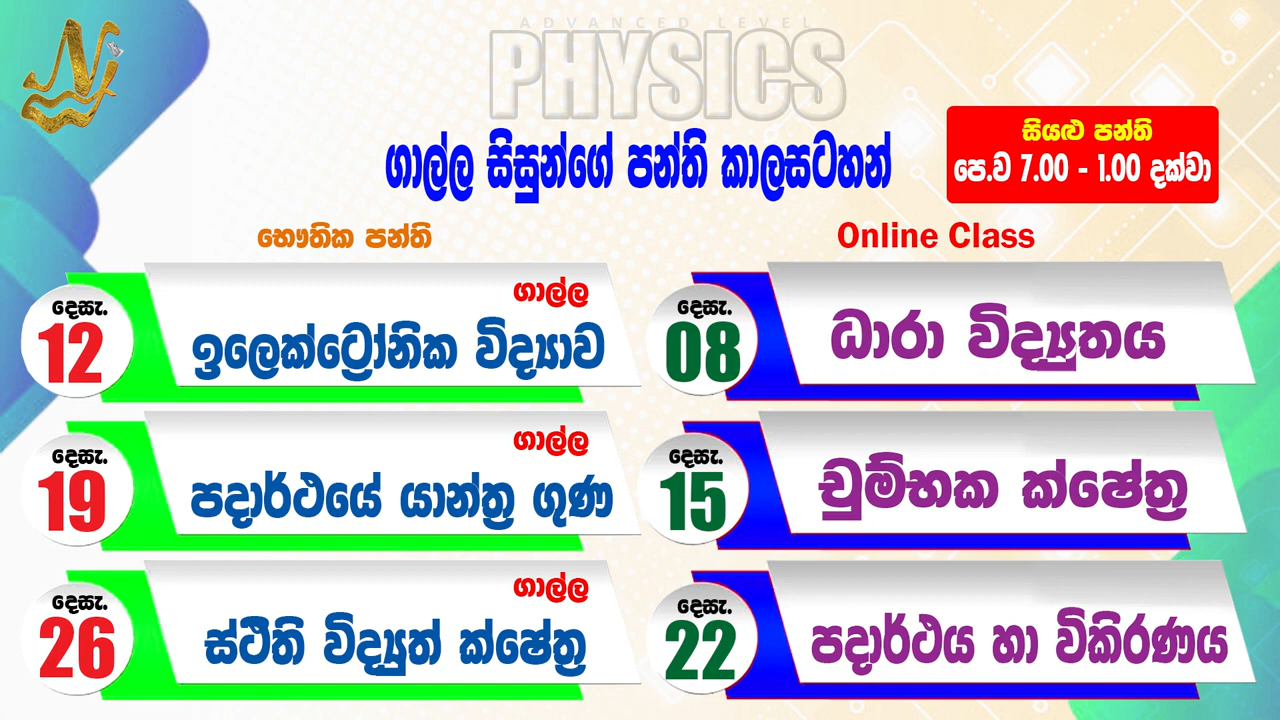 ADVANCED LEVEL
PHYSICS
ගාල්ල සිසුන්ගේ පන්ති කාලසටහන්
සියළු පන්ති
පෙ.ව 7.00 - 1.00 දක්වා
භෞතික පන්ති
ගාල්ල
දෙසැ.
12
ඉලෙක්ට්‍රෝනික විද්‍යාව
ගාල්ල
දෙසැ.
19
පදාර්ථයේ යාන්ත්‍ර ගුණ
ගාල්ල
දෙසැ.
26
ස්ථිති විද්‍යුත් ක්ෂේත්‍ර
Online Class
දෙසැ.
08
ධාරා විද්‍යුතය
දෙසැ.
15
චුම්භක ක්ෂේත්‍ර
දෙසැ.
22
පදාර්ථය හා විකිරණය